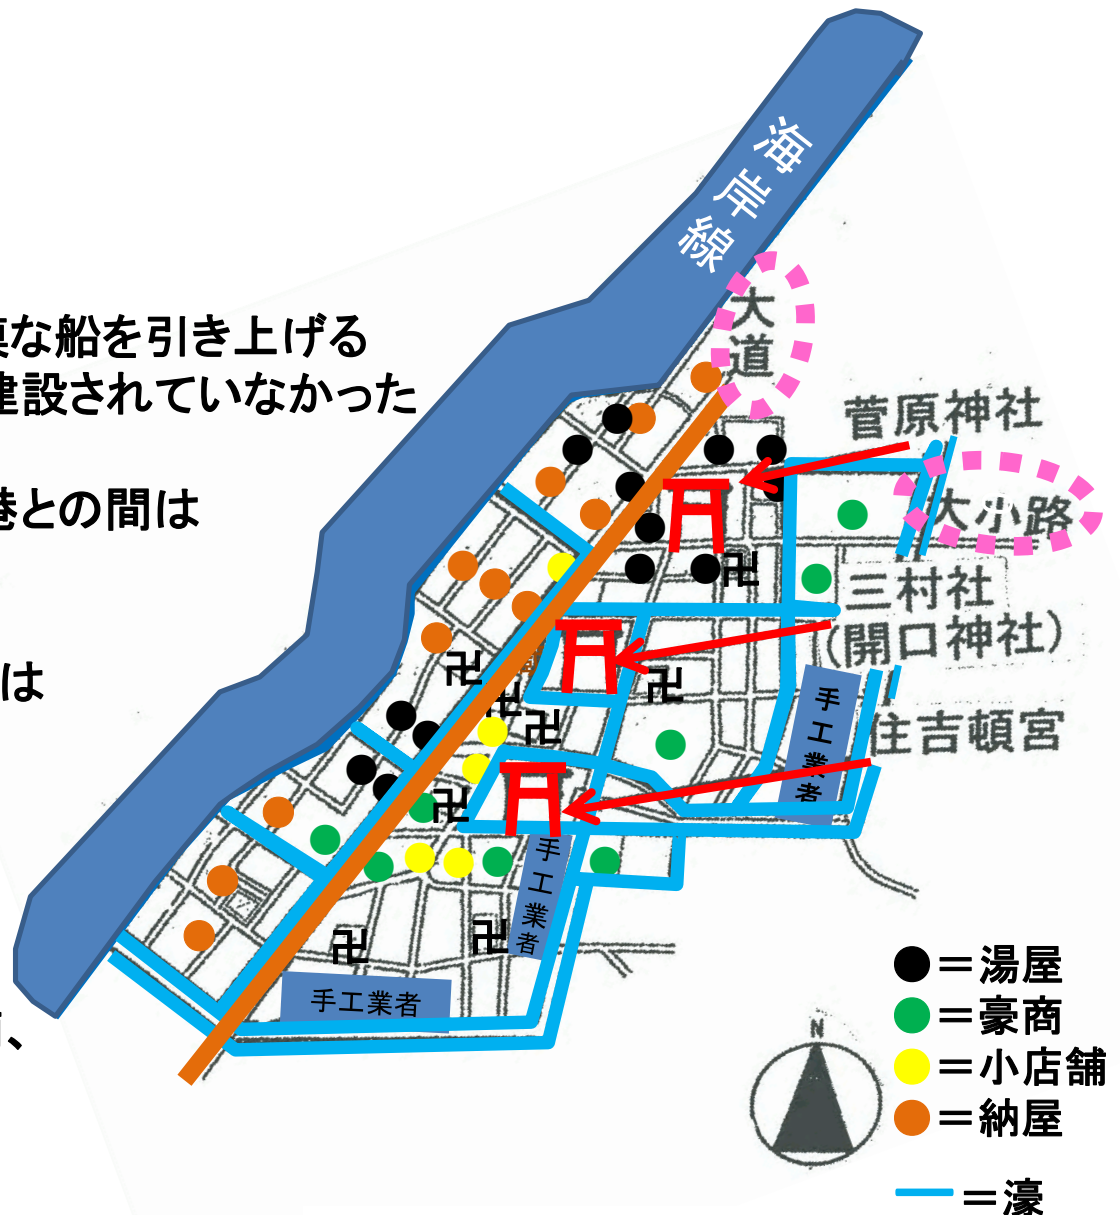 海岸線
大道
模な船を引き上げる
建設されていなかった
菅原神社
港との間は
大小路
三村社
(開口神社)
は
住吉頓宮
手工業者
手工業者
手工業者
、
N
＝湯屋
＝豪商
＝小店舗
＝納屋
＝濠